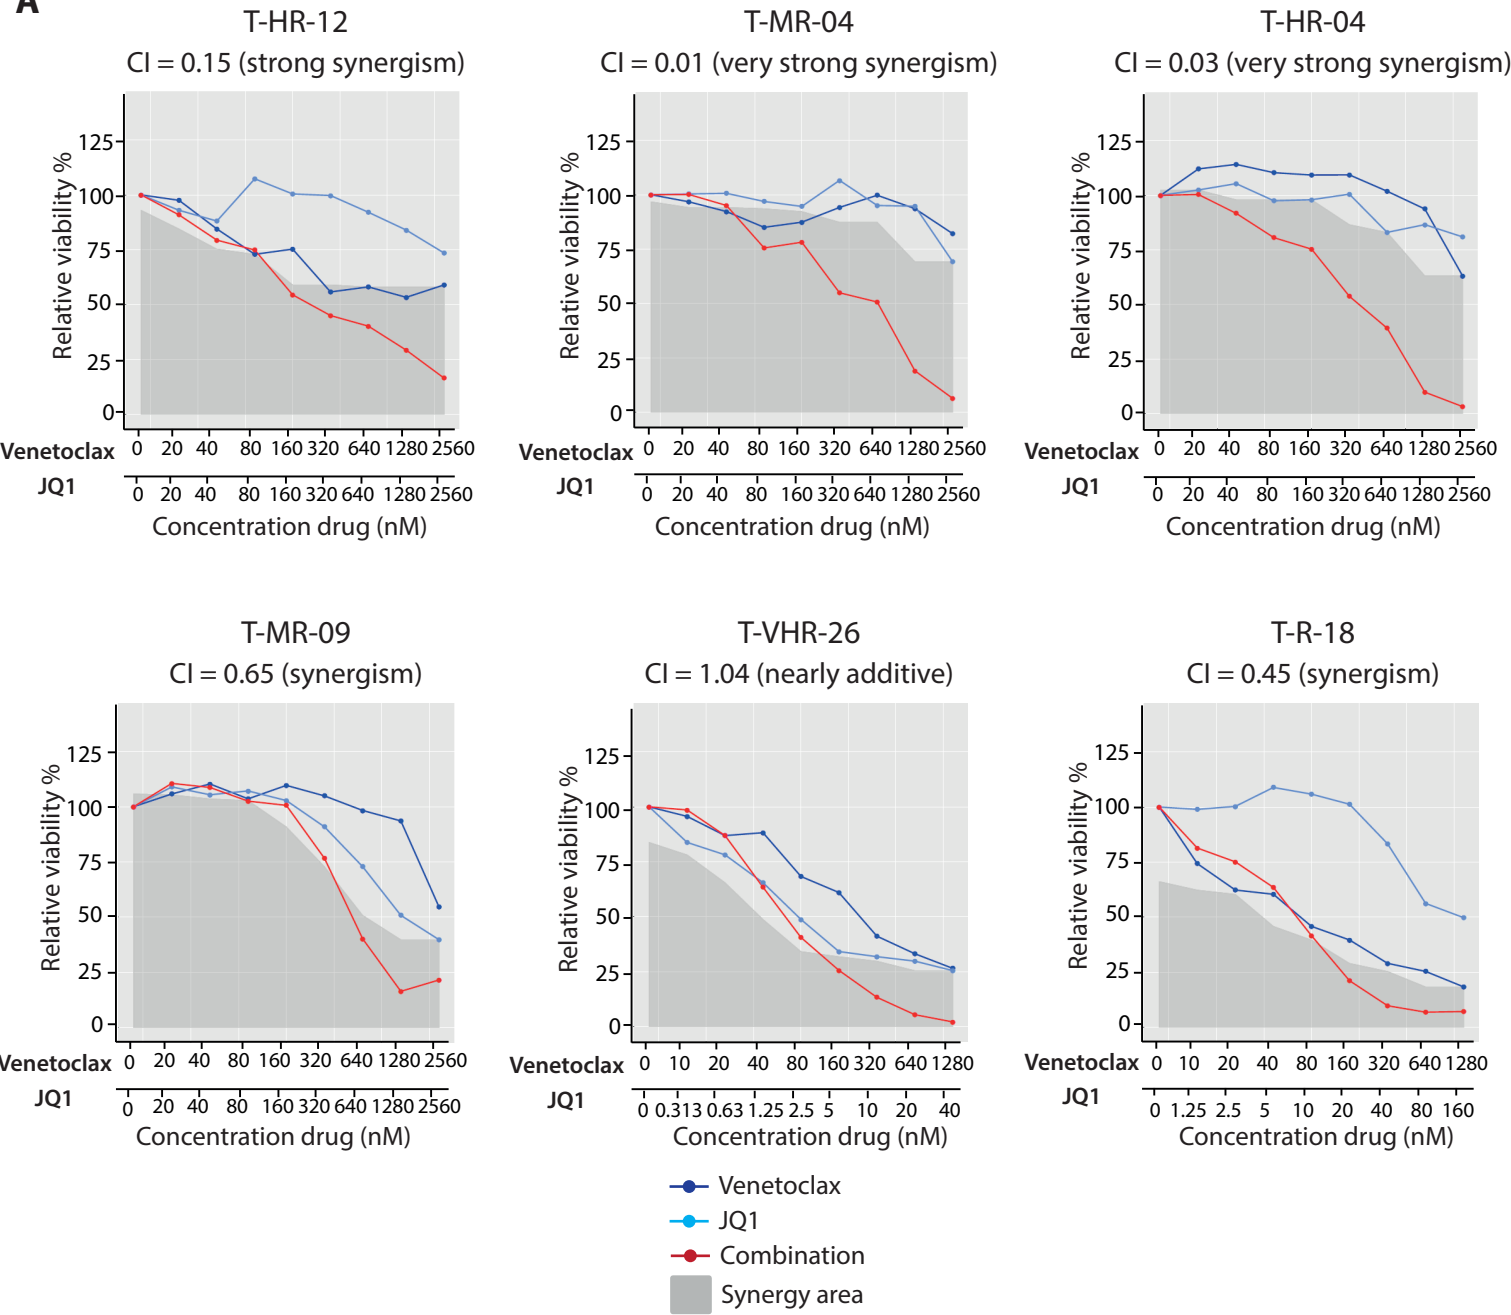 A
T-HR-12
CI = 0.15 (strong synergism)
Relative viability %
125
100
75
50
25
0
Venetoclax 0 20 40 80 160 320 640 1280 2560
JQ1 0 20 40 80 160 320 640 1280 2560
Concentration drug (nM)
T-MR-04
CI = 0.01 (very strong synergism)
Relative viability %
125
100
75
50
25
0
Venetoclax 0 20 40 80 160 320 640 1280 2560
JQ1 0 20 40 80 160 320 640 1280 2560
Concentration drug (nM)
T-HR-04
CI = 0.03 (very strong synergism)
Relative viability %
125
100
75
50
25
0
Venetoclax 0 20 40 80 160 320 640 1280 2560
JQ1 0 20 40 80 160 320 640 1280 2560
Concentration drug (nM)
T-MR-09
CI = 0.65 (synergism)
Relative viability %
125
100
75
50
25
0
Venetoclax 0 20 40 80 160 320 640 1280 2560
JQ1 0 20 40 80 160 320 640 1280 2560
Concentration drug (nM)
T-VHR-26
CI = 1.04 (nearly additive)
Relative viability %
125
100
75
50
25
0
Venetoclax 0 10 20 40 80 160 320 640 1280
JQ1 0 0.313 0.63 1.25 2.5 5 10 20 40
Concentration drug (nM)
T-R-18
CI = 0.45 (synergism)
Relative viability %
125
100
75
50
25
0
Venetoclax 0 10 20 40 80 160 320 640 1280
JQ1 0 1.25 2.5 5 10 20 40 80 160
Concentration drug (nM)
Venetoclax
JQ1
Combination
Synergy area